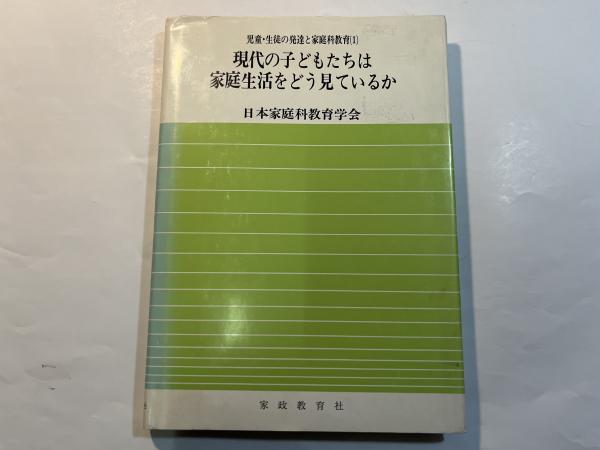 児童・生徒の発達と家庭科教育(1)
現代の子どもたちは
家庭生活をどう見ているか
日本家庭科教育学会
家政教育社